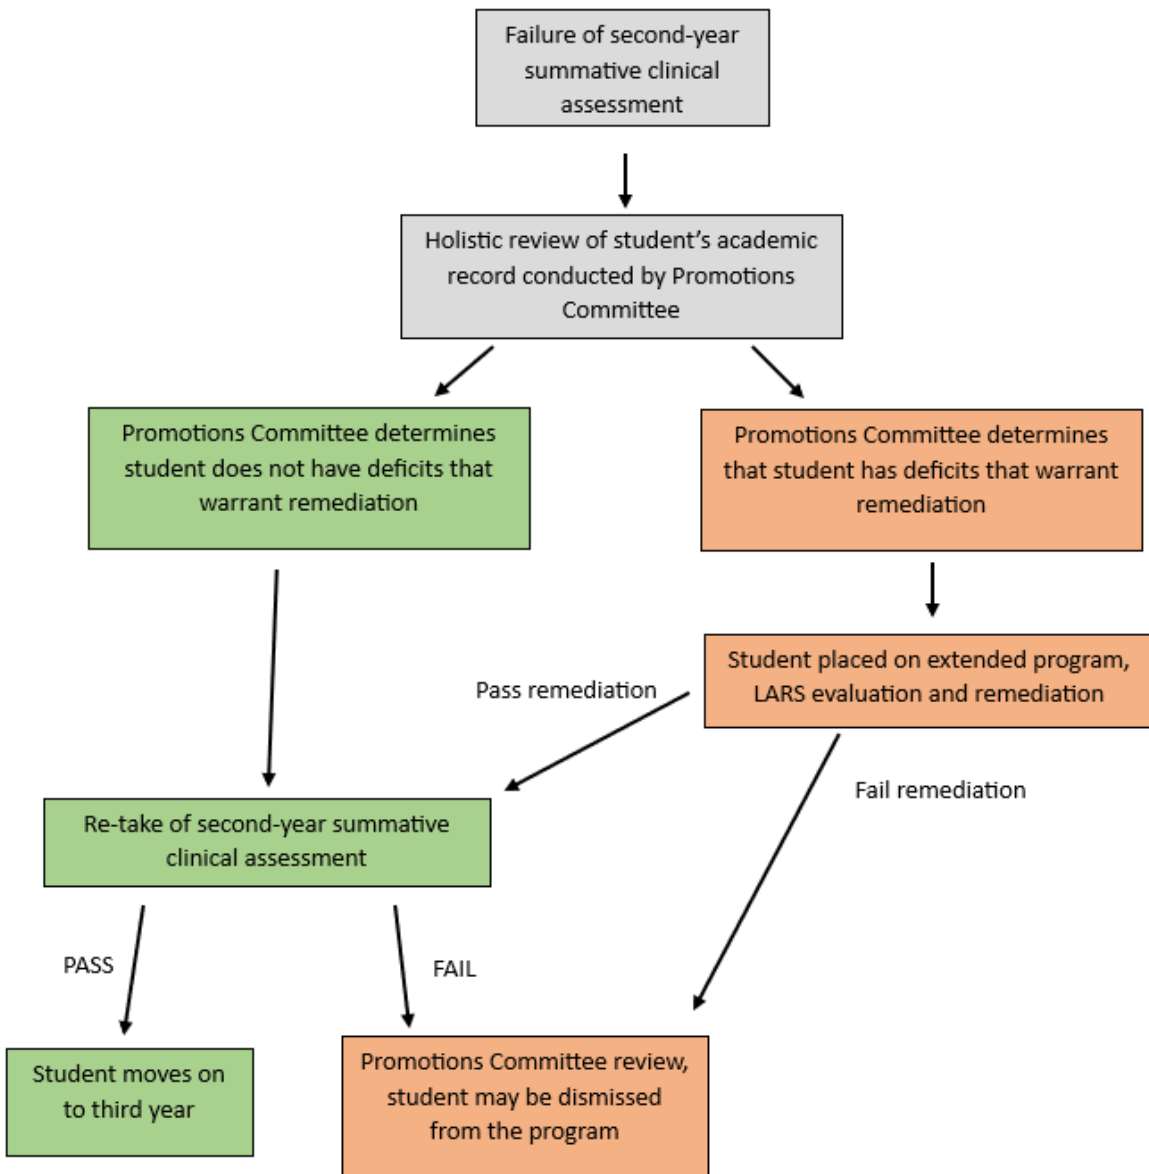 Failure of second-year
summative clinical
assessment
Holistic review of student’s academic
record conducted by Promotions
Committee
Promotions Committee determines
student does not have deficits that
warrant remediation
Promotions Committee determines
that student has deficits that warrant
remediation
Student placed on extended program,
LARS evaluation and remediation
Pass remediation
Fail remediation
Re-take of second-year summative
clinical assessment
PASS
FAIL
Student moves on
to third year
Promotions Committee review,
student may be dismissed
from the program